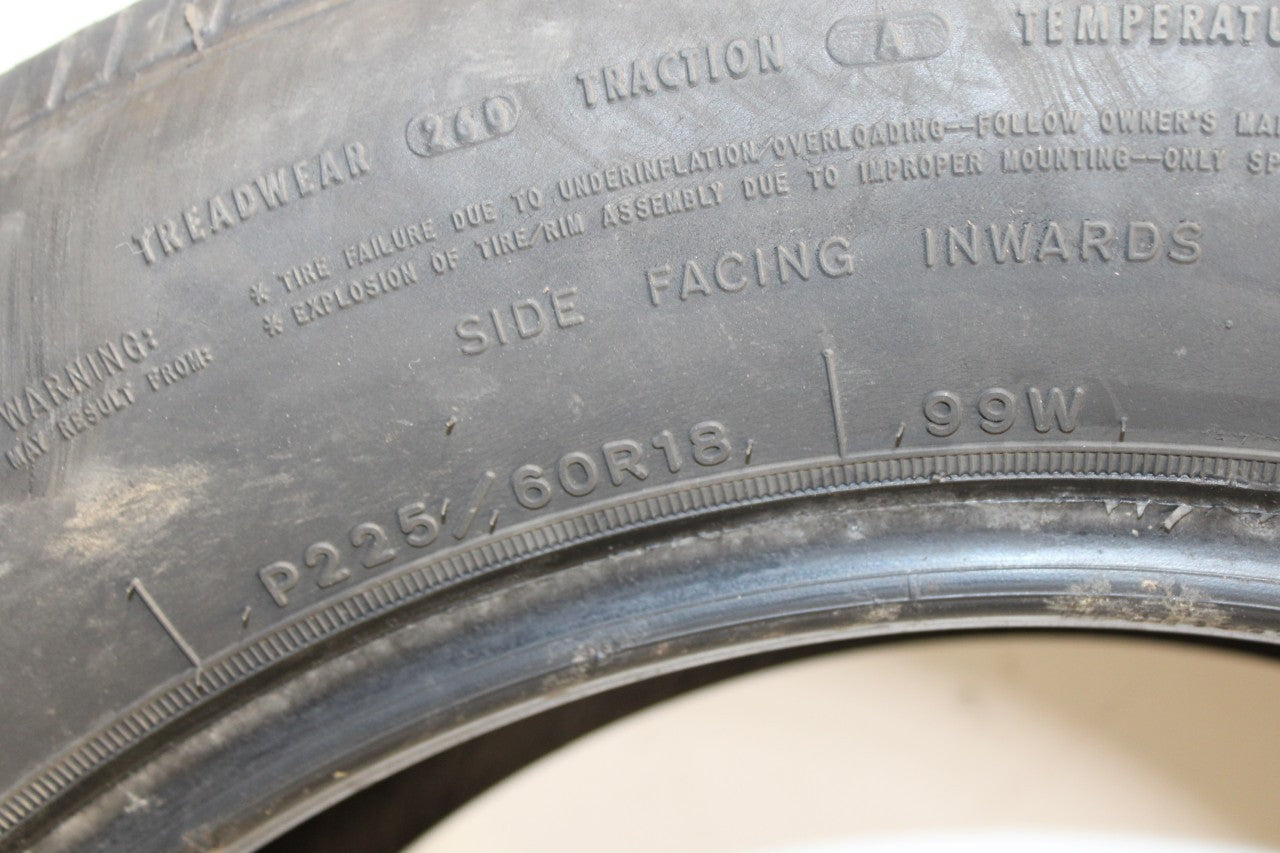 TREADWEAR 260 TRACTION A TEMPERATU
WARNING:
MAY RESULT FROM:
* TIRE FAILURE DUE TO UNDERINFLATION/OVERLOADING--FOLLOW OWNER'S MA
* EXPLOSION OF TIRE/RIM ASSEMBLY DUE TO IMPROPER MOUNTING--ONLY SP
SIDE FACING INWARDS
P225/60R18 99W